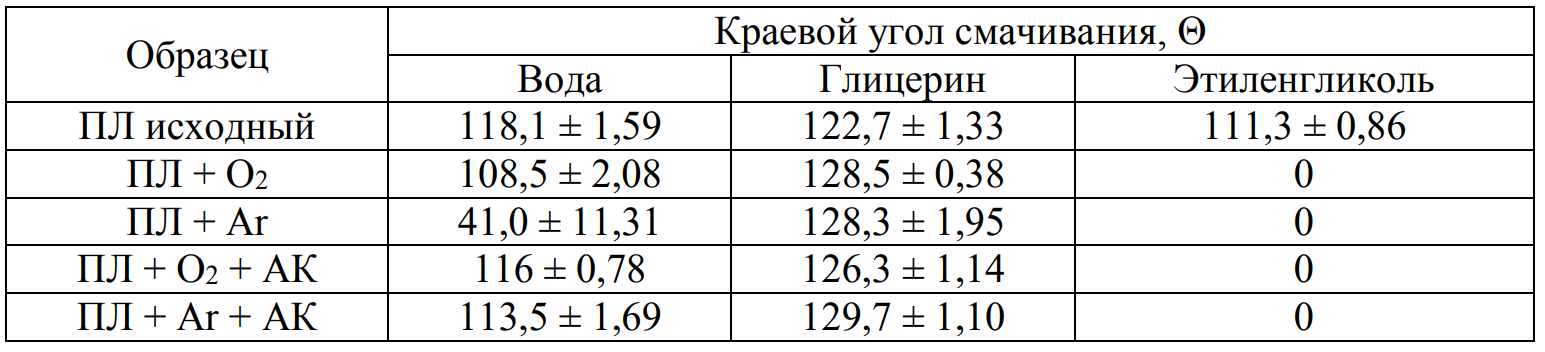 Образец
Краевой угол смачивания, Θ
Вода Глицерин Этиленгликоль
ПЛ исходный 118,1 ± 1,59 122,7 ± 1,33 111,3 ± 0,86
ПЛ + O₂ 108,5 ± 2,08 128,5 ± 0,38 0
ПЛ + Ar 41,0 ± 11,31 128,3 ± 1,95 0
ПЛ + O₂ + АК 116 ± 0,78 126,3 ± 1,14 0
ПЛ + Ar + АК 113,5 ± 1,69 129,7 ± 1,10 0